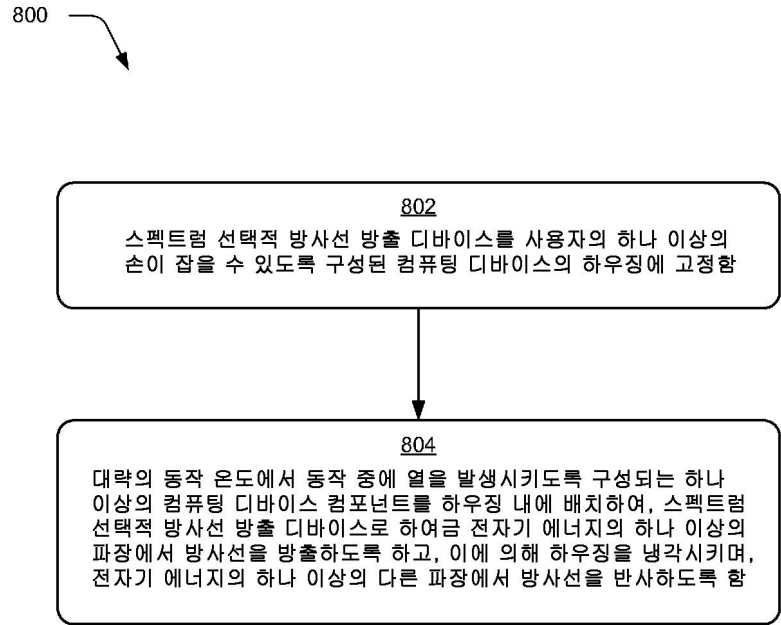 800
802
스펙트럼 선택적 방사선 방출 디바이스를 사용자의 하나 이상의
손이 잡을 수 있도록 구성된 컴퓨팅 디바이스의 하우징에 고정함
804
대략의 동작 온도에서 동작 중에 열을 발생시키도록 구성되는 하나
이상의 컴퓨팅 디바이스 컴포넌트를 하우징 내에 배치하여, 스펙트럼
선택적 방사선 방출 디바이스로 하여금 전자기 에너지의 하나 이상의
파장에서 방사선을 방출하도록 하고, 이에 의해 하우징을 냉각시키며,
전자기 에너지의 하나 이상의 다른 파장에서 방사선을 반사하도록 함